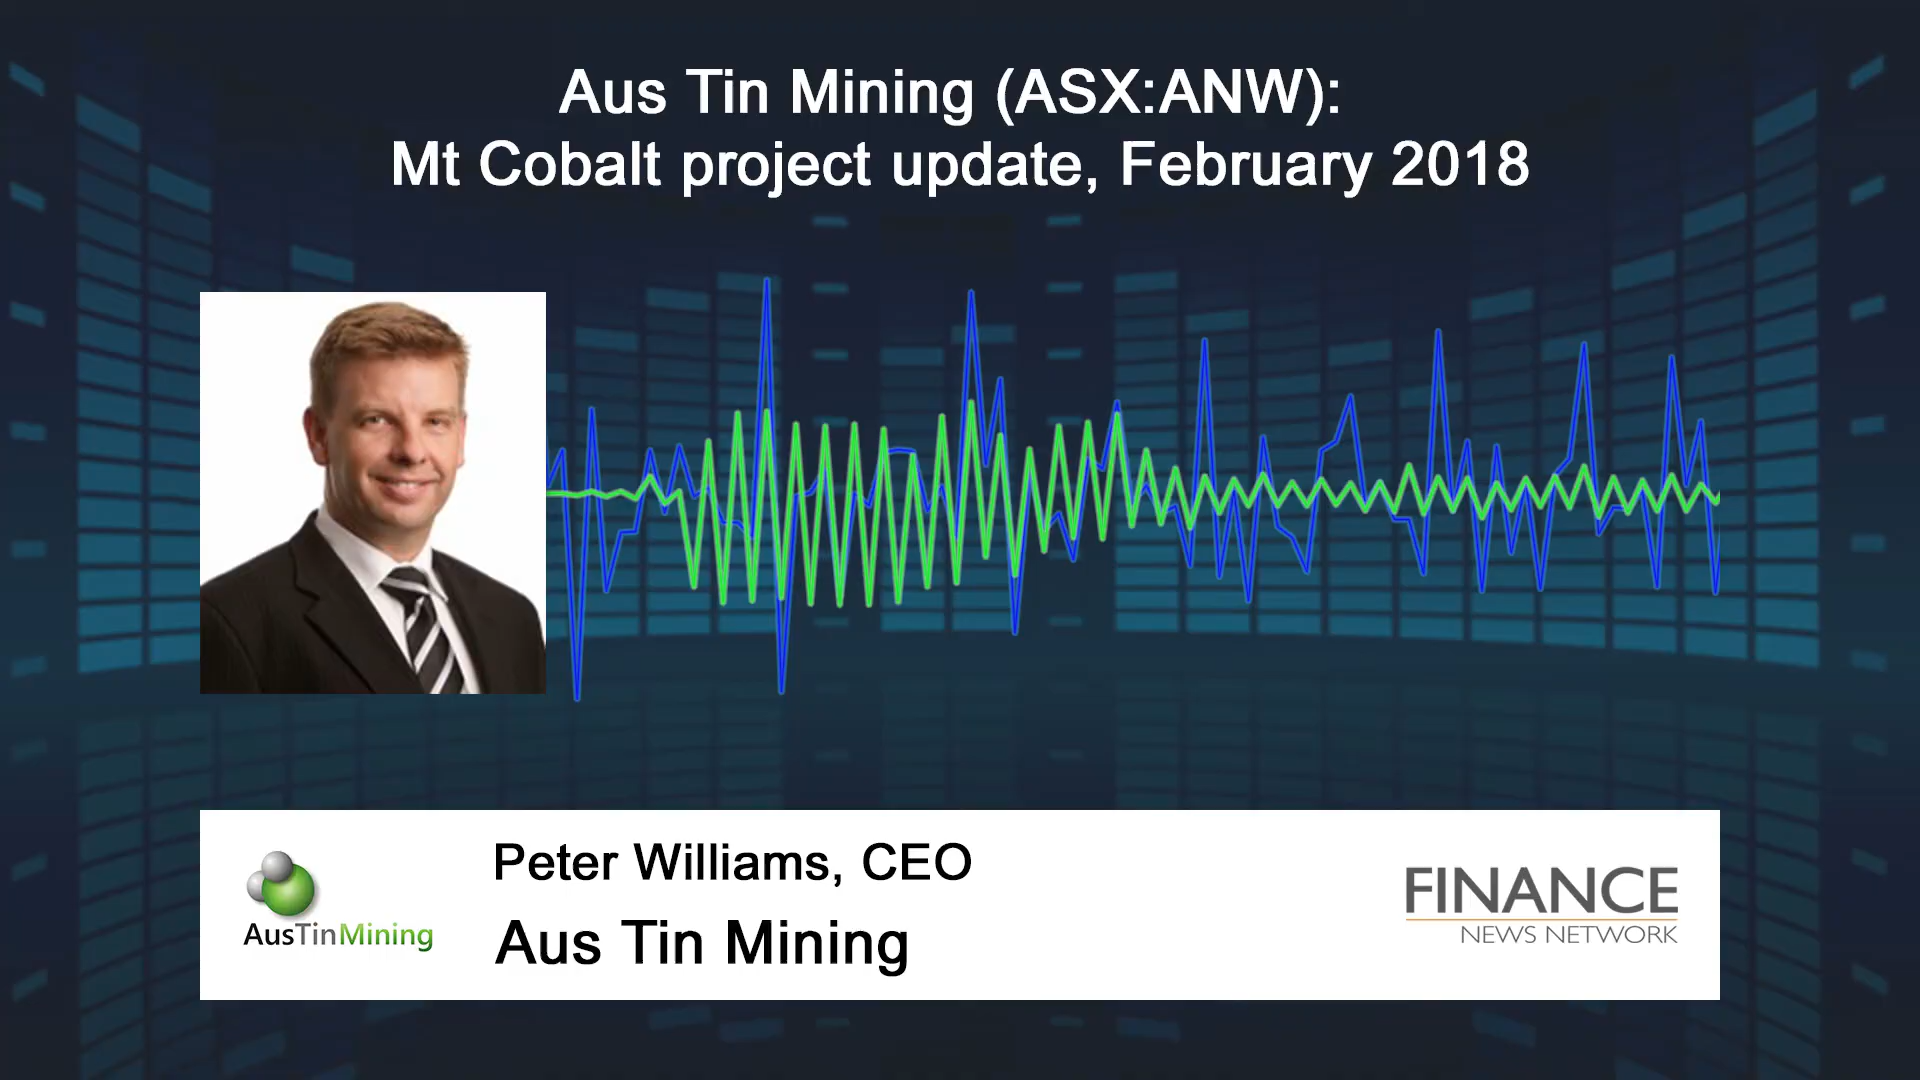 Aus Tin Mining (ASX:ANW):
Mt Cobalt project update, February 2018
Peter Williams, CEO
Aus Tin Mining
AusTinMining
FINANCE
NEWS NETWORK